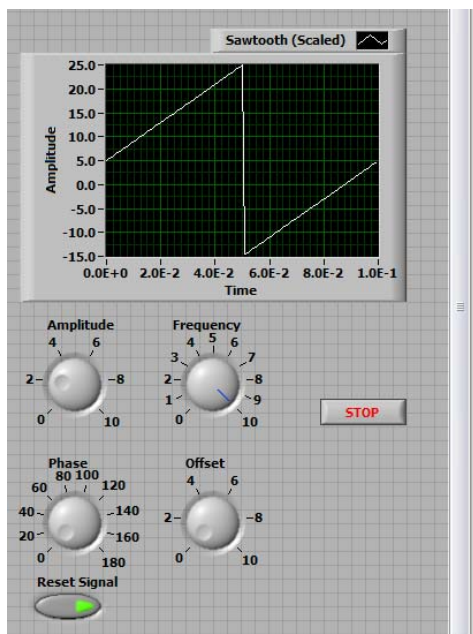 Sawtooth (Scaled)
25.0
20.0
15.0
10.0
5.0
0.0
-5.0
-10.0
-15.0
Amplitude
0.0E+0 2.0E-2 4.0E-2 6.0E-2 8.0E-2 1.0E-1
Time
Amplitude
0 2 4 6 8 10
Frequency
0 1 2 3 4 5 6 7 8 9 10
STOP
Phase
0 20 40 60 80 100 120 140 160 180
Offset
0 2 4 6 8 10
Reset Signal